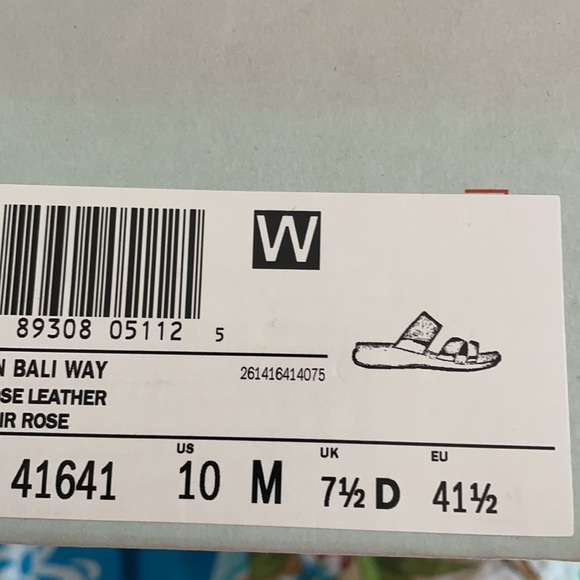 W
89308 05112 5
N BALI WAY
261416414075
SE LEATHER
IR ROSE
US UK EU
41641 10 M 7½ D 41½